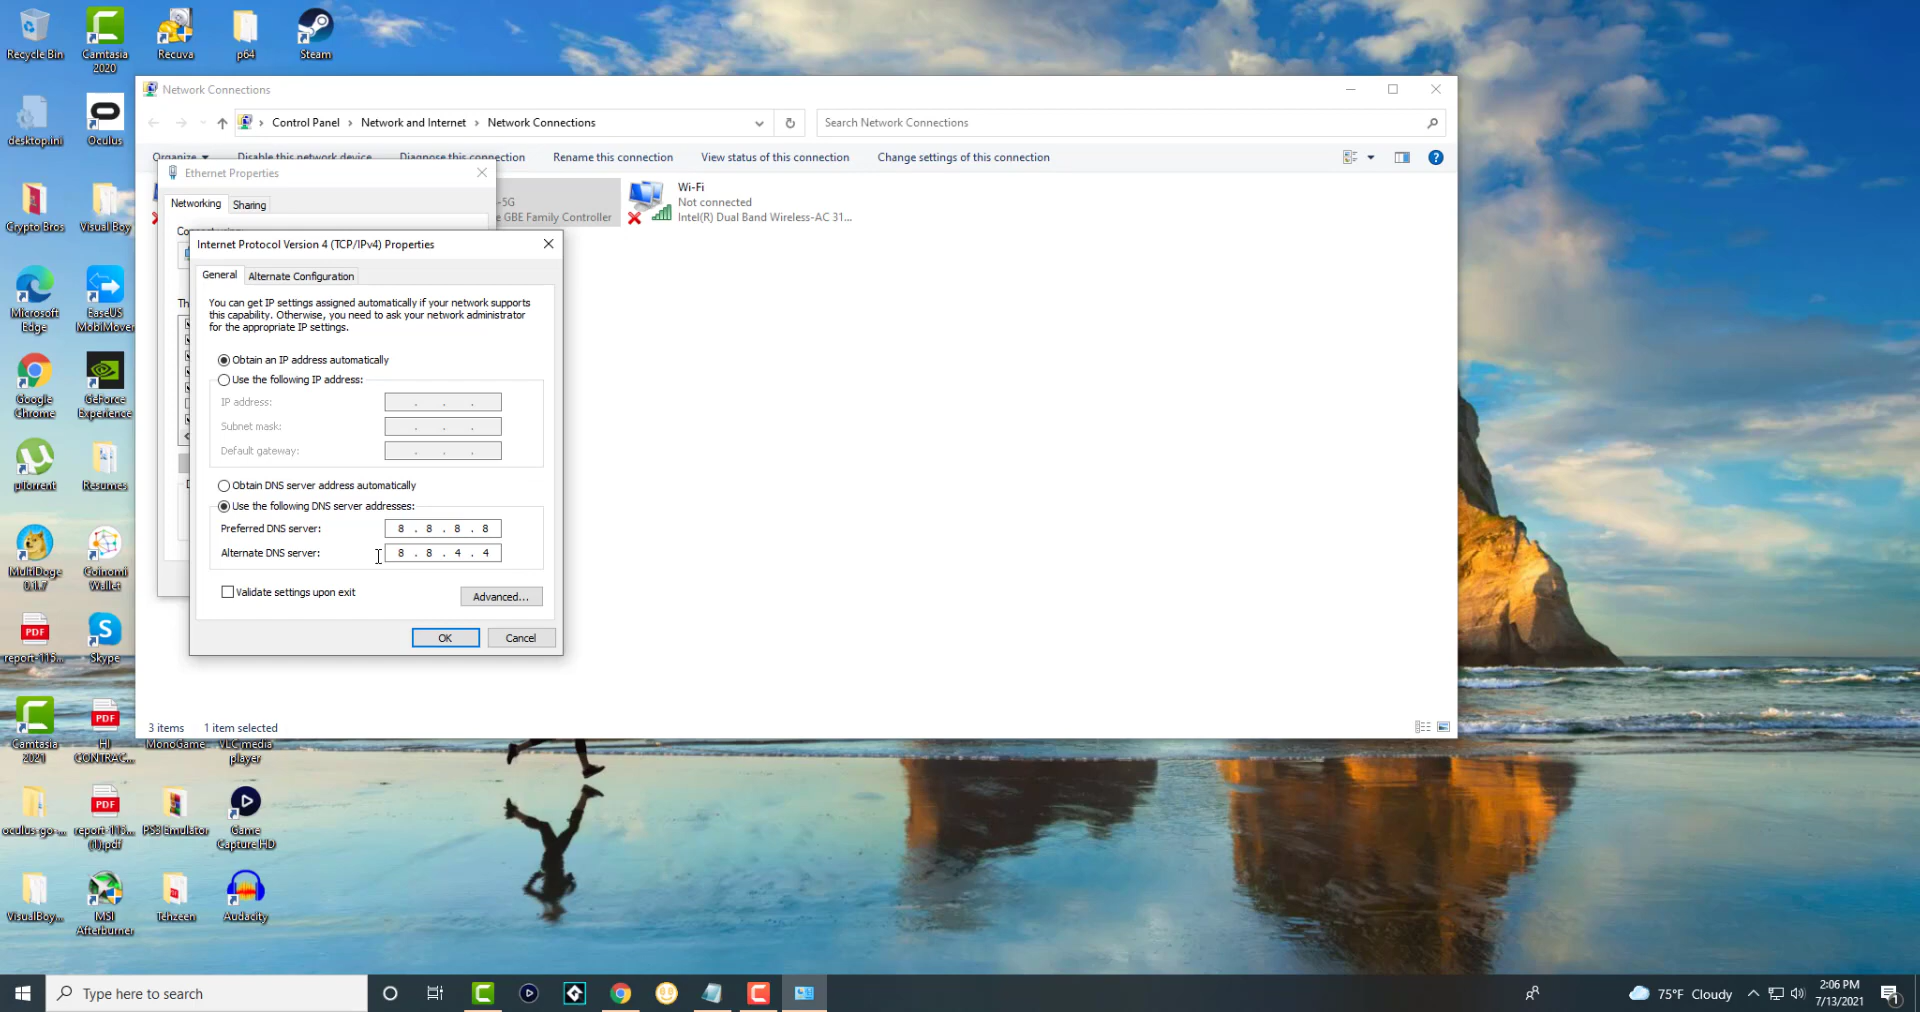 Recycle Bin
Camtasia
2020
Recuva
p64
Steam
desktop.ini
Oculus
Crypto Bros
Visual Boy
Microsoft
Edge
EaseUS
MobiMover
Google
Chrome
GeForce
Experience
µTorrent
Resumes
MultiDoge
0.1.7
Coinomi
Wallet
PDF
report-115...
Skype
Camtasia
2021
PDF
HI
CONTRAC...
MonoGame
VLC media
player
oculus-go-...
PDF
report-115...
(1).pdf
PS3 Emulator
Game
Capture HD
VisualBoy...
MSI
Afterburner
Tehzeen
Audacity
Network Connections
Control Panel > Network and Internet > Network Connections
Search Network Connections
Organize
Disable this network device
Diagnose this connection
Rename this connection
View status of this connection
Change settings of this connection
-5G
e GBE Family Controller
Wi-Fi
Not connected
Intel(R) Dual Band Wireless-AC 31...
Ethernet Properties
Networking
Sharing
Th
Internet Protocol Version 4 (TCP/IPv4) Properties
General
Alternate Configuration
You can get IP settings assigned automatically if your network supports
this capability. Otherwise, you need to ask your network administrator
for the appropriate IP settings.
Obtain an IP address automatically
Use the following IP address:
IP address:
Subnet mask:
Default gateway:
Obtain DNS server address automatically
Use the following DNS server addresses:
Preferred DNS server: 8 . 8 . 8 . 8
Alternate DNS server: 8 . 8 . 4 . 4
Validate settings upon exit
Advanced...
OK
Cancel
3 items
1 item selected
Type here to search
75°F Cloudy
2:06 PM
7/13/2021
1